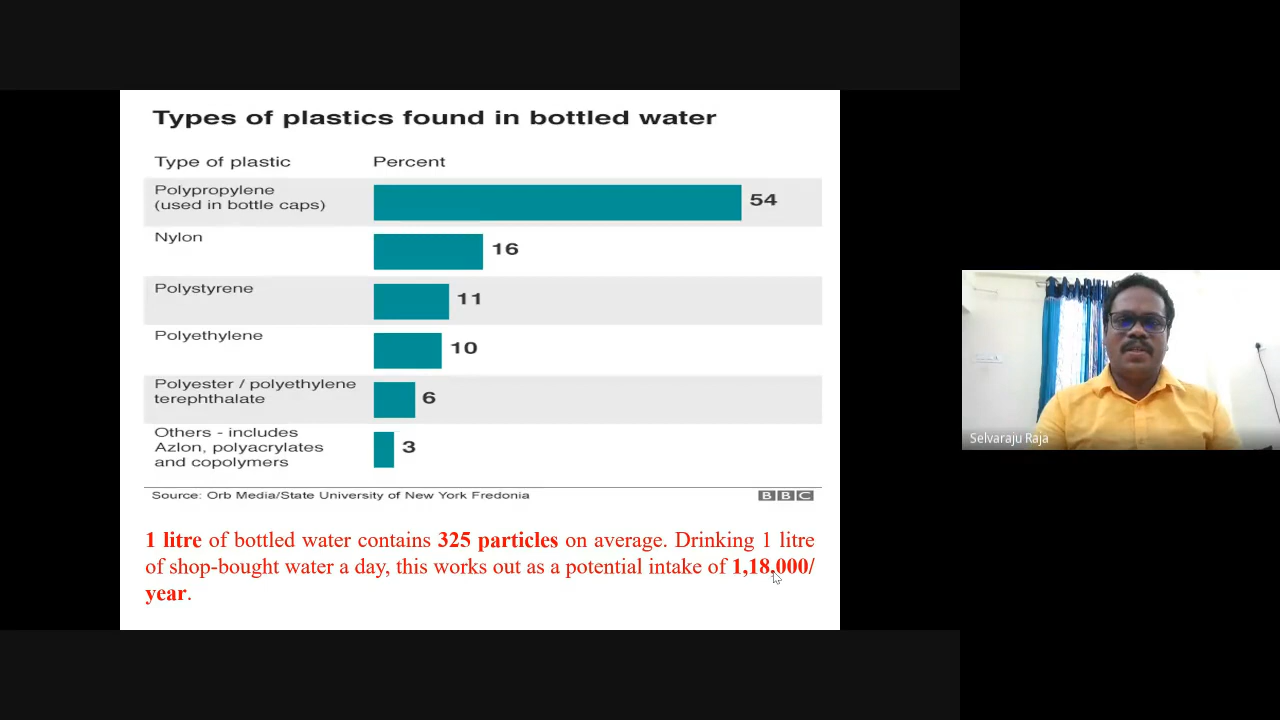 Types of plastics found in bottled water
Type of plastic Percent
Polypropylene
(used in bottle caps) 54
Nylon 16
Polystyrene 11
Polyethylene 10
Polyester / polyethylene
terephthalate 6
Others - includes
Azlon, polyacrylates
and copolymers 3
Source: Orb Media/State University of New York Fredonia BBC
1 litre of bottled water contains 325 particles on average. Drinking 1 litre
of shop-bought water a day, this works out as a potential intake of 1,18,000/
year.
Selvaraju Raja